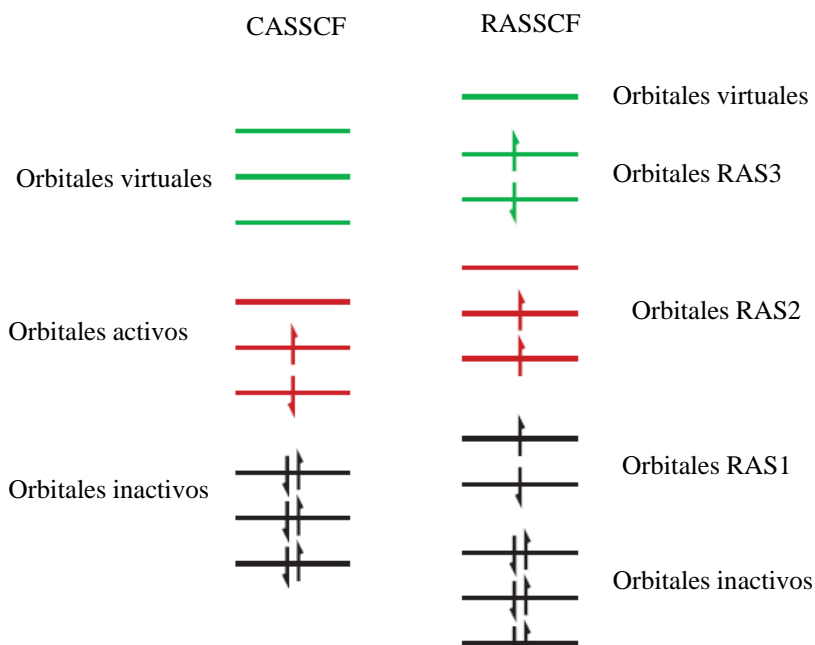 CASSCF
RASSCF
Orbitales virtuales
Orbitales virtuales
Orbitales RAS3
Orbitales activos
Orbitales RAS2
Orbitales inactivos
Orbitales RAS1
Orbitales inactivos